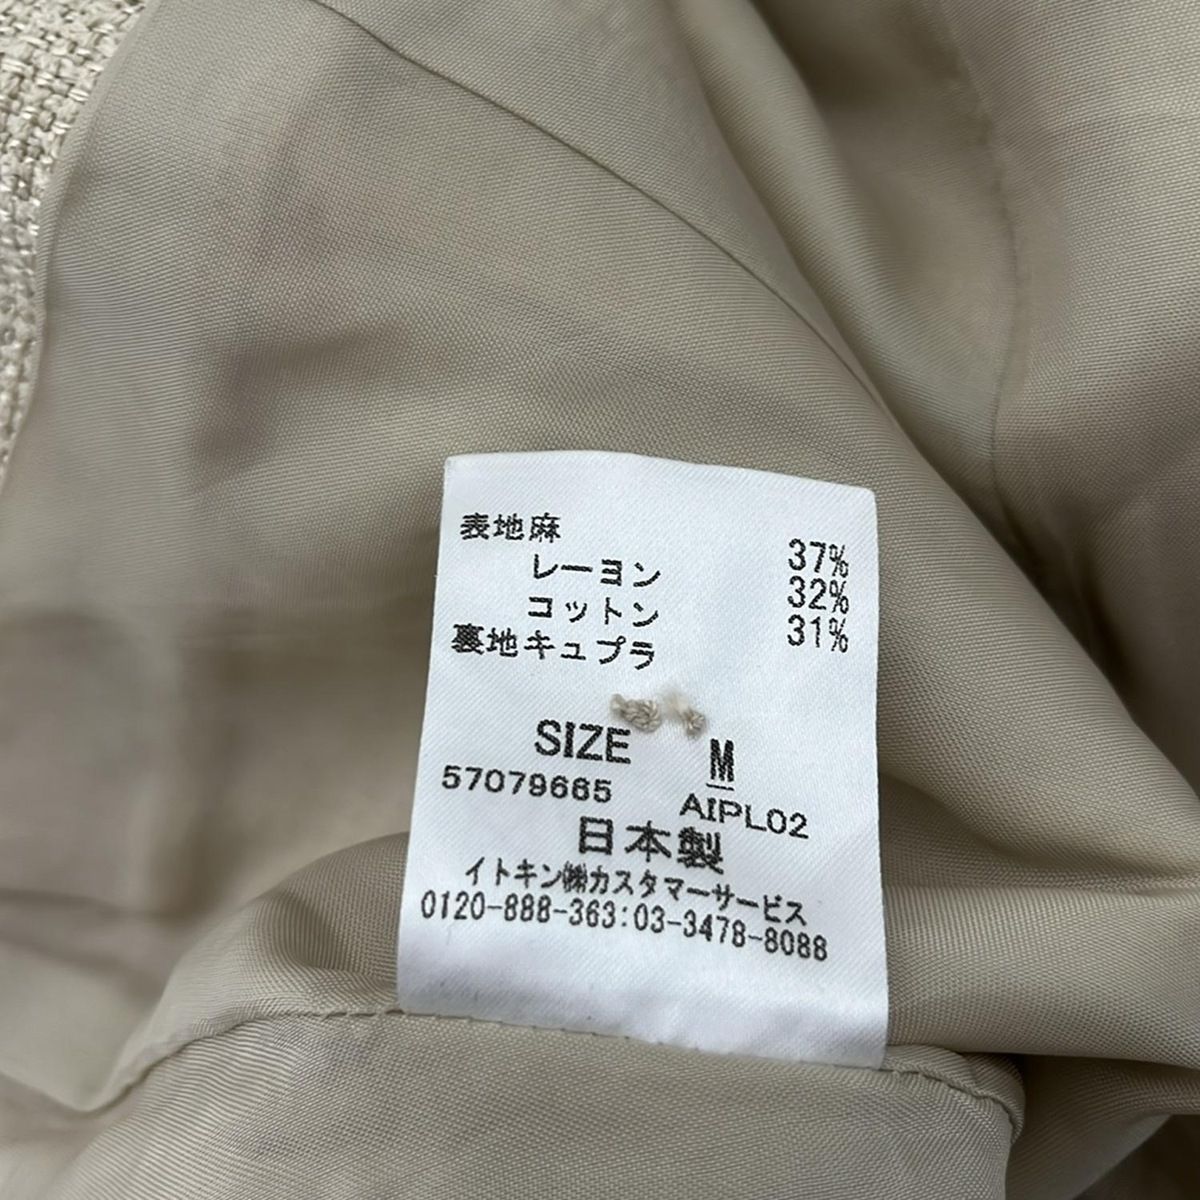 表地麻 37%
レーヨン 32%
コットン 31%
裏地キュプラ
SIZE M
57079665 AIPL02
日本製
イトキン㈱カスタマーサービス
0120-888-363:03-3478-8088